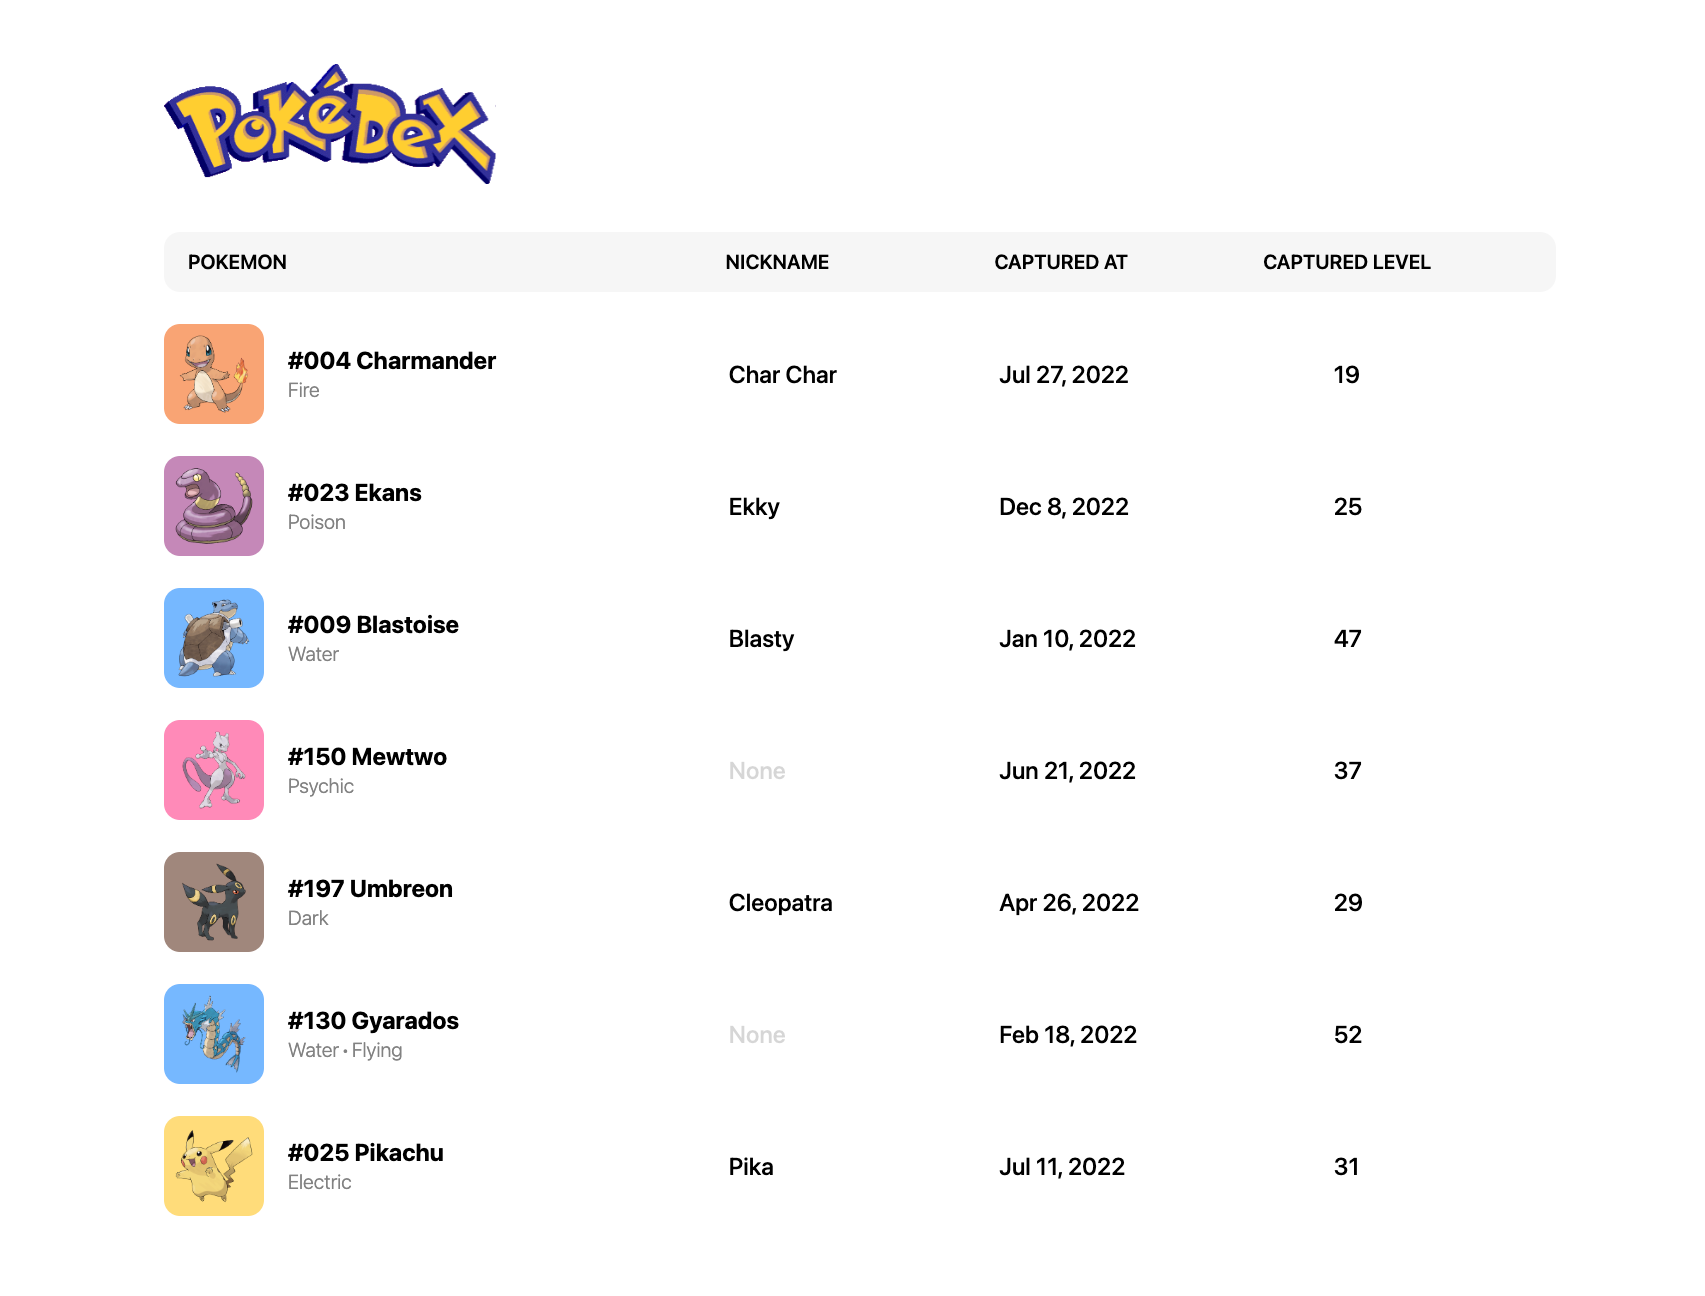 PokéDex
POKEMON NICKNAME CAPTURED AT CAPTURED LEVEL
#004 Charmander
Fire
Char Char Jul 27, 2022 19
#023 Ekans
Poison
Ekky Dec 8, 2022 25
#009 Blastoise
Water
Blasty Jan 10, 2022 47
#150 Mewtwo
Psychic
None Jun 21, 2022 37
#197 Umbreon
Dark
Cleopatra Apr 26, 2022 29
#130 Gyarados
Water • Flying
None Feb 18, 2022 52
#025 Pikachu
Electric
Pika Jul 11, 2022 31